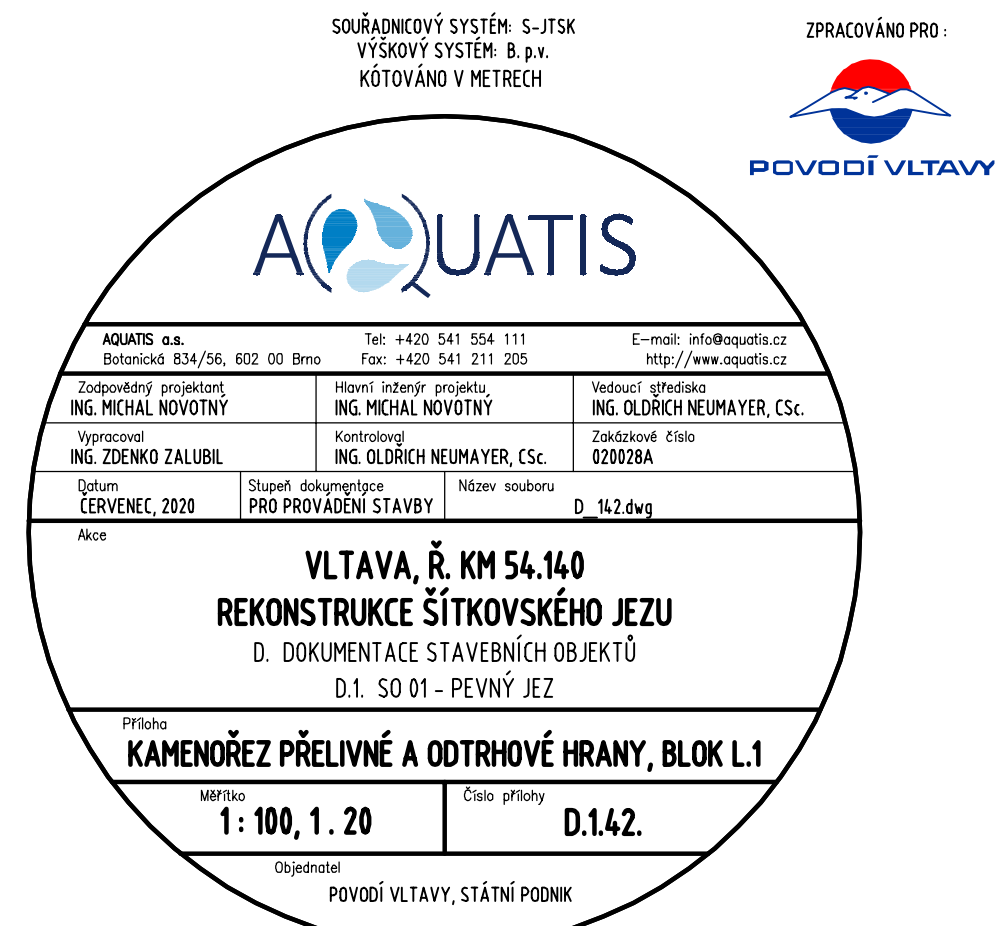 SOUŘADNICOVÝ SYSTÉM: S-JTSK
VÝŠKOVÝ SYSTÉM: B. p.v.
KÓTOVÁNO V METRECH
ZPRACOVÁNO PRO :
POVODÍ VLTAVY
AQUATIS
AQUATIS a.s.
Botanická 834/56, 602 00 Brno
Tel: +420 541 554 111
Fax: +420 541 211 205
E-mail: info@aquatis.cz
http://www.aquatis.cz
Zodpovědný projektant
ING. MICHAL NOVOTNÝ
Hlavní inženýr projektu
ING. MICHAL NOVOTNÝ
Vedoucí střediska
ING. OLDŘICH NEUMAYER, CSc.
Vypracoval
ING. ZDENKO ZALUBIL
Kontroloval
ING. OLDŘICH NEUMAYER, CSc.
Zakázkové číslo
020028A
Datum
ČERVENEC, 2020
Stupeň dokumentace
PRO PROVÁDĚNÍ STAVBY
Název souboru
D_142.dwg
Akce
VLTAVA, Ř. KM 54.140
REKONSTRUKCE ŠÍTKOVSKÉHO JEZU
D. DOKUMENTACE STAVEBNÍCH OBJEKTŮ
D.1. SO 01 - PEVNÝ JEZ
Příloha
KAMENOŘEZ PŘELIVNÉ A ODTRHOVÉ HRANY, BLOK L.1
Měřítko
1 : 100, 1 . 20
Číslo přílohy
D.1.42.
Objednatel
POVODÍ VLTAVY, STÁTNÍ PODNIK